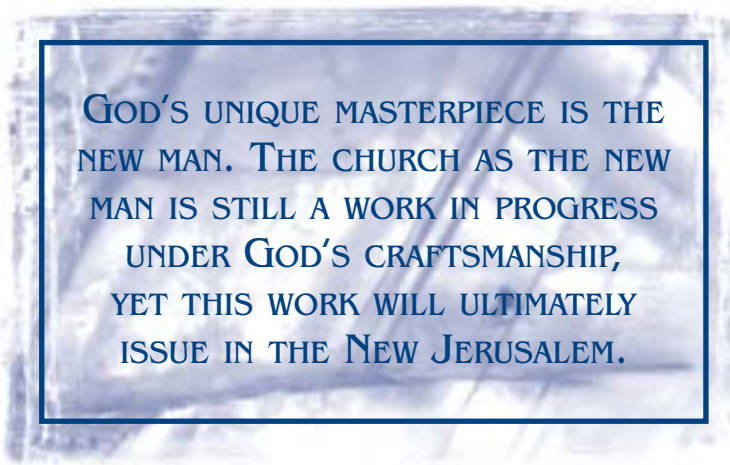 GOD'S UNIQUE MASTERPIECE IS THE
NEW MAN. THE CHURCH AS THE NEW
MAN IS STILL A WORK IN PROGRESS
UNDER GOD'S CRAFTSMANSHIP,
YET THIS WORK WILL ULTIMATELY
ISSUE IN THE NEW JERUSALEM.